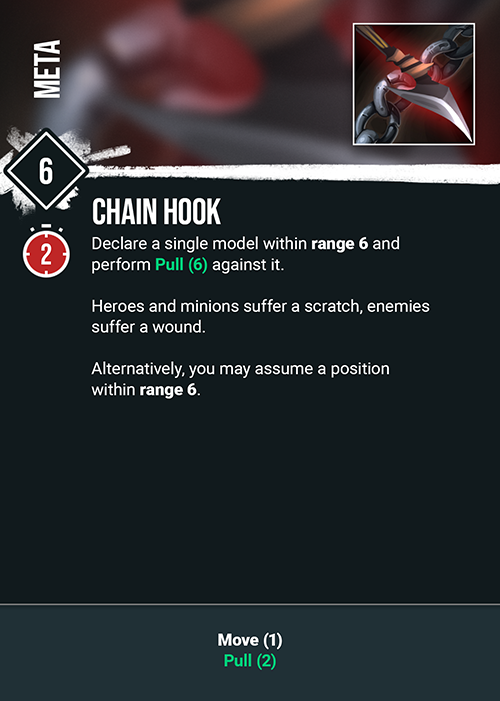 META
6
CHAIN HOOK
2
Declare a single model within range 6 and
perform Pull (6) against it.
Heroes and minions suffer a scratch, enemies
suffer a wound.
Alternatively, you may assume a position
within range 6.
Move (1)
Pull (2)